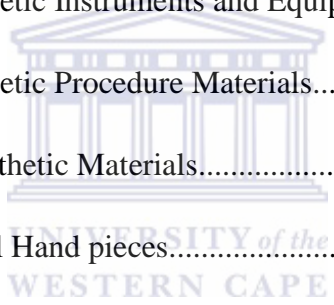 etic Instruments and Equip
etic Procedure Materials...
thetic Materials..................
UNIVERSITY of the
l Hand pieces......................
WESTERN CAPE